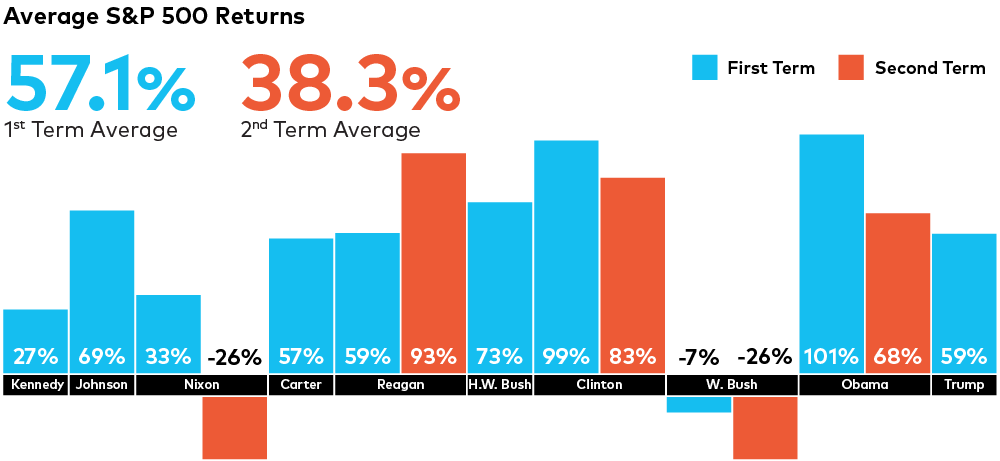 Average S&P 500 Returns
57.1% 38.3%
1st Term Average 2nd Term Average
First Term Second Term
27% 69% 33% -26% 57% 59% 93% 73% 99% 83% -7% -26% 101% 68% 59%
Kennedy Johnson Nixon Carter Reagan H.W. Bush Clinton W. Bush Obama Trump